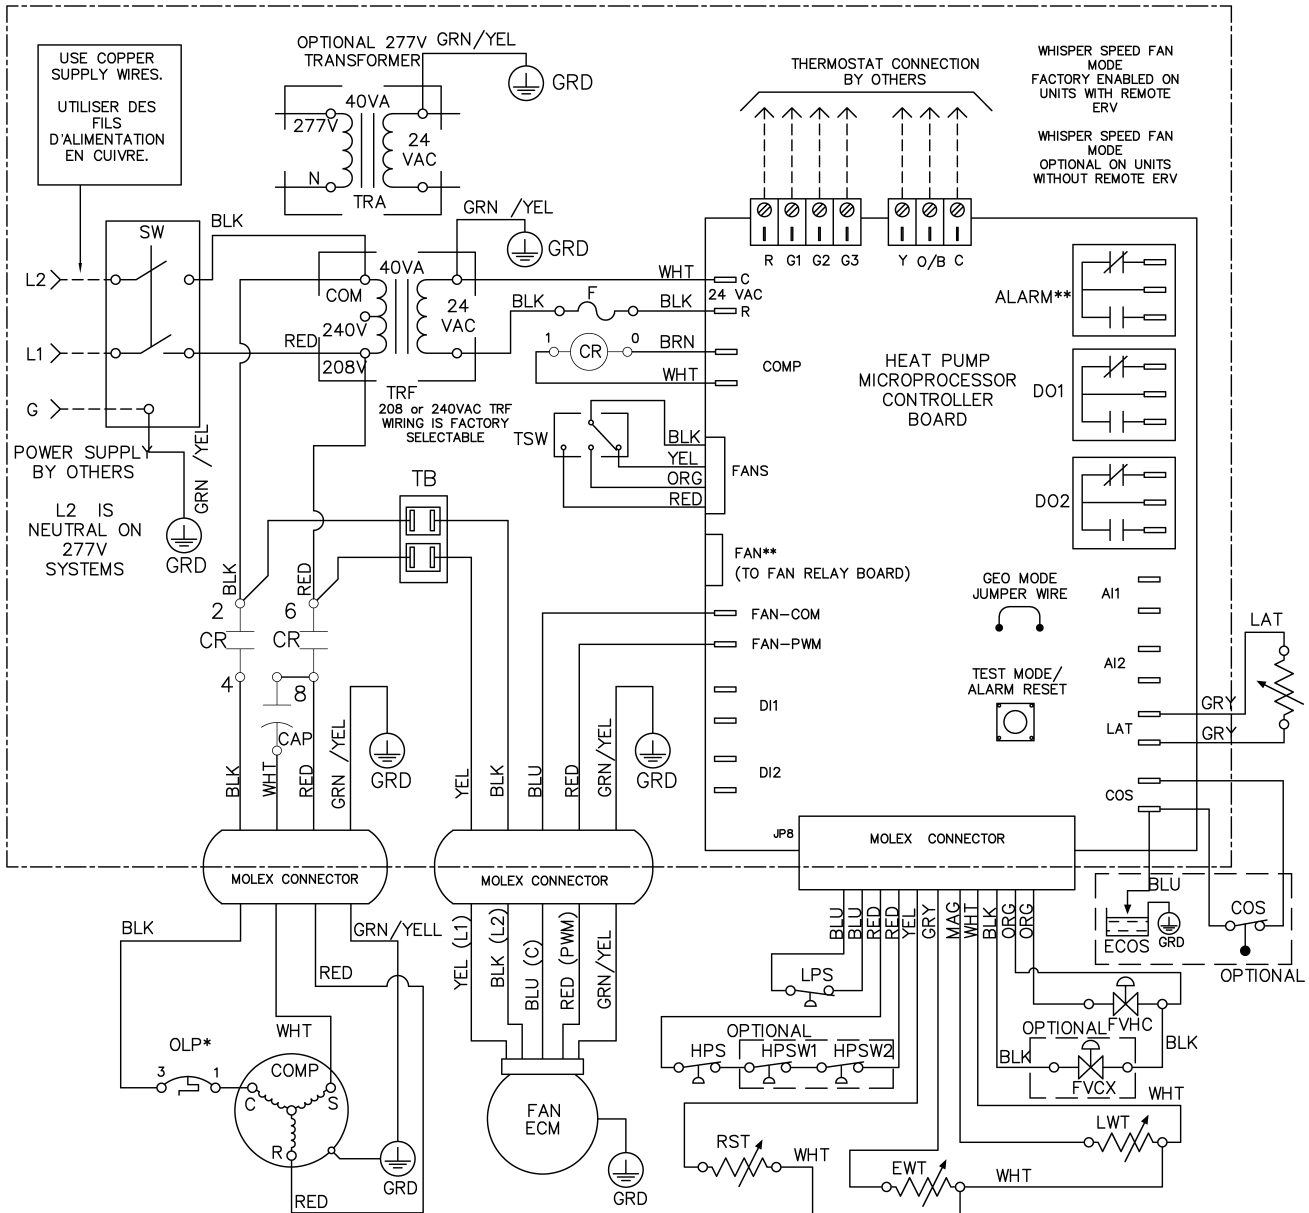 USE COPPER
SUPPLY WIRES.
UTILISER DES
FILS
D'ALIMENTATION
EN CUIVRE.
OPTIONAL 277V
TRANSFORMER
GRN/YEL
GRD
40VA
277V
24
VAC
N
TRA
THERMOSTAT CONNECTION
BY OTHERS
WHISPER SPEED FAN
MODE
FACTORY ENABLED ON
UNITS WITH REMOTE
ERV
WHISPER SPEED FAN
MODE
OPTIONAL ON UNITS
WITHOUT REMOTE ERV
SW
BLK
L2
L1
G
RED
GRN /YEL
GRD
40VA
COM
240V
208V
24
VAC
TRF
208 or 240VAC TRF
WIRING IS FACTORY
SELECTABLE
POWER SUPPLY
BY OTHERS
GRN /YEL
GRD
L2 IS
NEUTRAL ON
277V
SYSTEMS
R G1 G2 G3
Y O/B C
WHT
C
24 VAC
R
BLK
F
BLK
1
CR
0
BRN
WHT
COMP
HEAT PUMP
MICROPROCESSOR
CONTROLLER
BOARD
ALARM**
DO1
DO2
TSW
BLK
YEL
ORG
RED
FANS
FAN**
(TO FAN RELAY BOARD)
FAN-COM
FAN-PWM
GEO MODE
JUMPER WIRE
TEST MODE/
ALARM RESET
AI1
AI2
LAT
COS
DI1
DI2
JP8
MOLEX CONNECTOR
LAT
GRY
GRY
TB
BLK
RED
2
6
CR
CR
4
8
CAP
BLK
WHT
RED
GRN /YEL
GRD
YEL
BLK
BLU
RED
GRN/YEL
GRD
MOLEX CONNECTOR
MOLEX CONNECTOR
BLK
GRN/YELL
RED
WHT
OLP*
3
1
COMP
C
S
R
RED
GRD
YEL (L1)
BLK (L2)
BLU (C)
RED (PWM)
GRN/YEL
FAN
ECM
GRD
BLU
BLU
RED
RED
YEL
GRY
MAG
WHT
BLK
ORG
ORG
LPS
OPTIONAL
HPS
HPSW1
HPSW2
RST
WHT
EWT
WHT
LWT
WHT
FVHC
OPTIONAL
BLK
FVCX
BLK
BLU
ECOS
GRD
COS
OPTIONAL